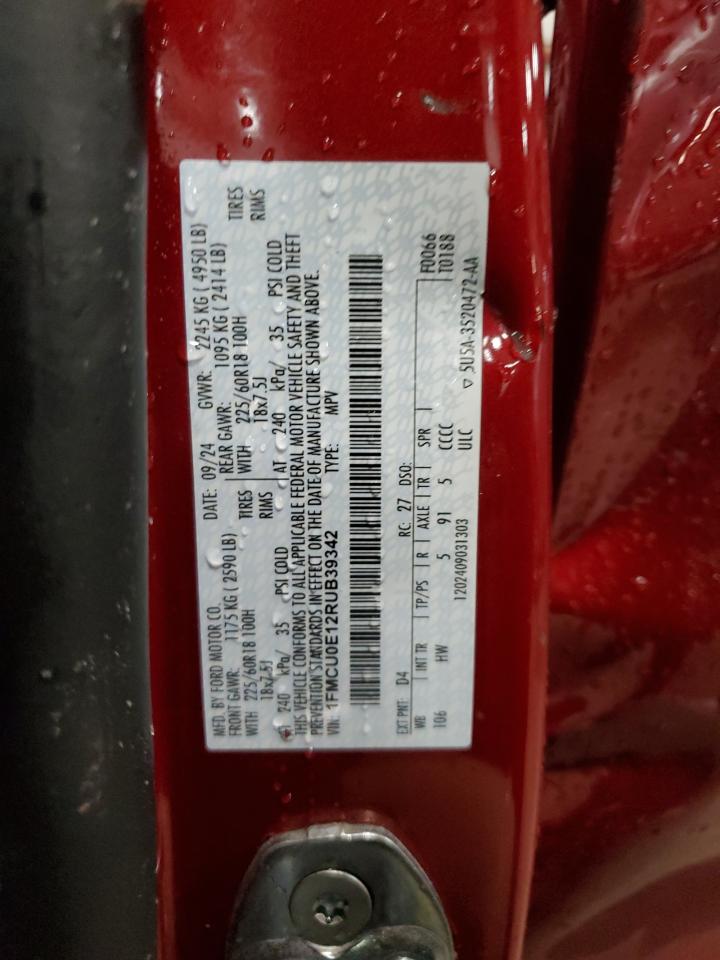 MFD. BY FORD MOTOR CO. DATE: 09/24 GVWR: 2245 KG ( 4950 LB)
FRONT GAWR: 1175 KG ( 2590 LB) REAR GAWR: 1095 KG ( 2414 LB)
WITH 225/60R18 100H TIRES WITH 225/60R18 100H TIRES
18x7.5J RIMS 18x7.5J RIMS
AT 240 kPa/ 35 PSI COLD AT 240 kPa/ 35 PSI COLD
THIS VEHICLE CONFORMS TO ALL APPLICABLE FEDERAL MOTOR VEHICLE SAFETY AND THEFT
PREVENTION STANDARDS IN EFFECT ON THE DATE OF MANUFACTURE SHOWN ABOVE.
VIN: 1FMCU0E12RUB39342 TYPE: MPV
EXT PNT: D4 RC: 27 DSO: F0066
WB INT TR TP/PS R AXLE TR SPR T0188
106 HW 5 91 5 CCCC
1202409031303 ULC 5U5A-3520472-AA